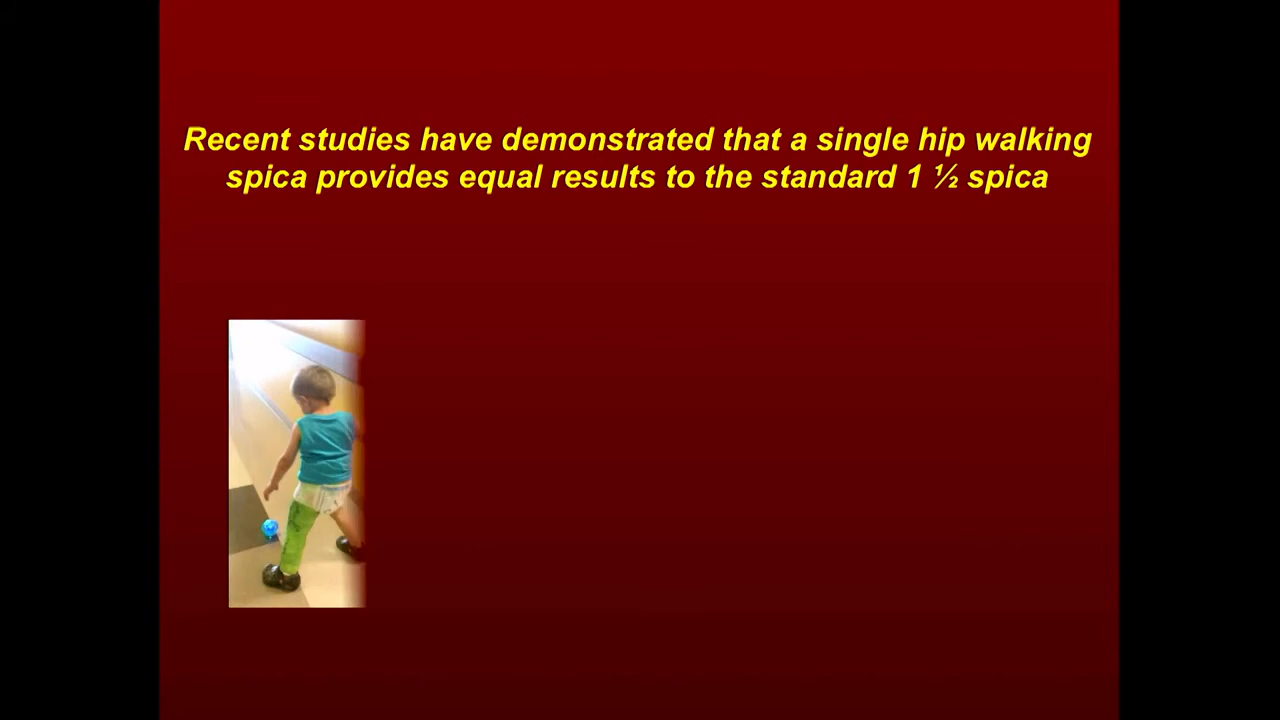 Recent studies have demonstrated that a single hip walking
spica provides equal results to the standard 1 ½ spica